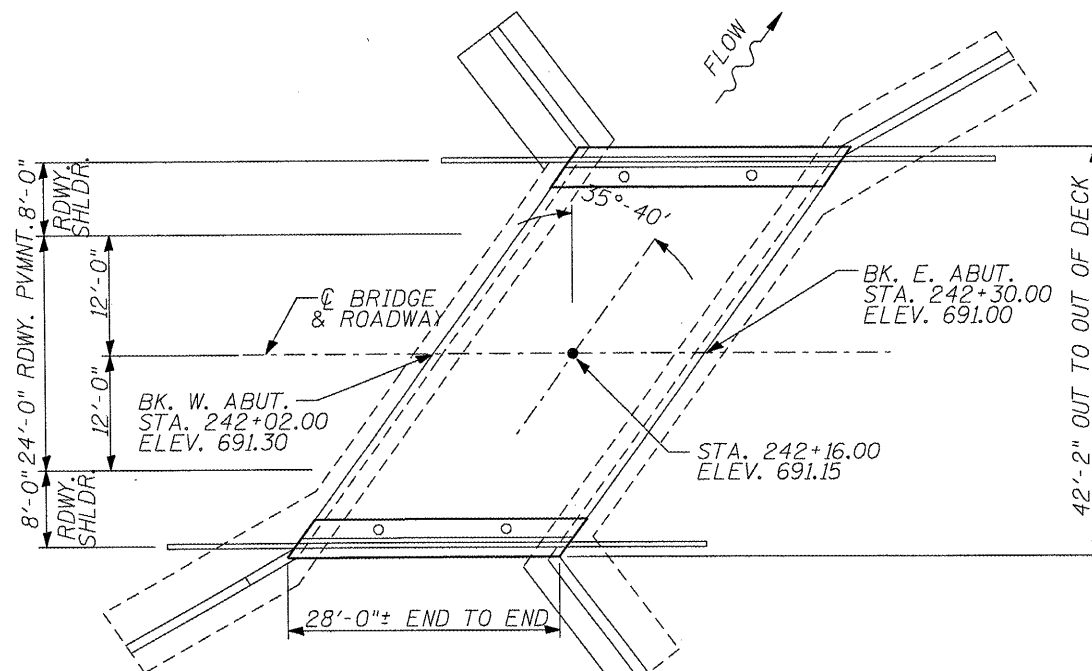 FLOW
8'-0"
RDWY.
SHLDR.
24'-0" RDWY. PVMNT.
12'-0"
12'-0"
8'-0"
RDWY.
SHLDR.
35°-40'
℄ BRIDGE
& ROADWAY
BK. E. ABUT.
STA. 242+30.00
ELEV. 691.00
BK. W. ABUT.
STA. 242+02.00
ELEV. 691.30
STA. 242+16.00
ELEV. 691.15
42'-2" OUT TO OUT OF DECK
28'-0"± END TO END